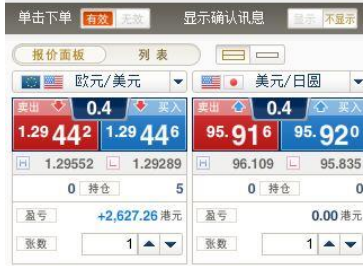 单击下单 有效 无效 显示确认讯息 显示 不显示
报价面板 列表
欧元/美元 美元/日圆
卖出 0.4 买入 卖出 0.4 买入
1.29 44 2 1.29 44 6 95. 91 6 95. 92 0
H 1.29552 L 1.29289 H 96.109 L 95.835
0 持仓 5 0 持仓 0
盈亏 +2,627.26 港元 盈亏 0.00 港元
张数 1 张数 1